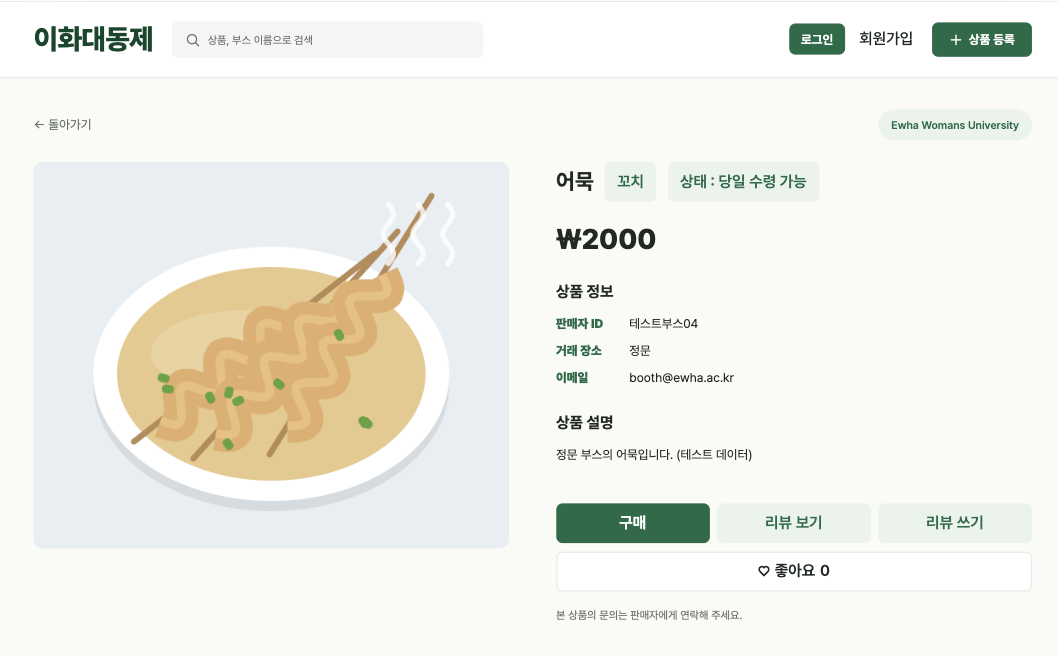 이화대동제
상품, 부스 이름으로 검색
로그인
회원가입
+ 상품 등록
← 돌아가기
Ewha Womans University
어묵
꼬치
상태 : 당일 수령 가능
₩2000
상품 정보
판매자 ID 테스트부스04
거래 장소 정문
이메일 booth@ewha.ac.kr
상품 설명
정문 부스의 어묵입니다. (테스트 데이터)
구매
리뷰 보기
리뷰 쓰기
♡ 좋아요 0
본 상품의 문의는 판매자에게 연락해 주세요.